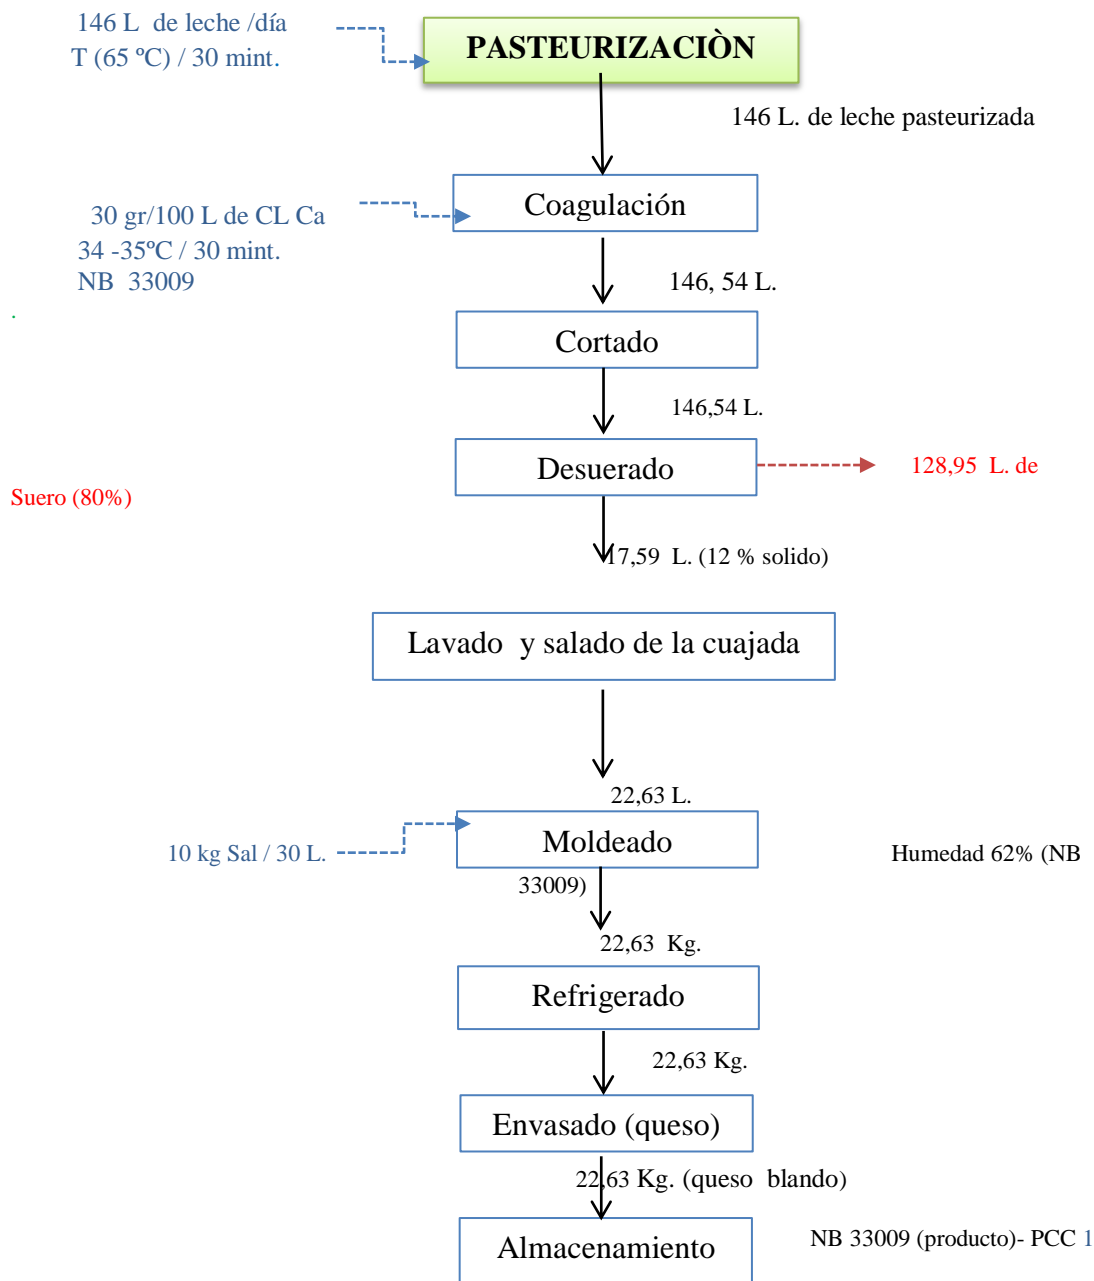 146 L de leche /día
T (65 ºC) / 30 mint.
PASTEURIZACIÒN
146 L. de leche pasteurizada
Coagulación
30 gr/100 L de CL Ca
34 -35ºC / 30 mint.
NB 33009
146, 54 L.
.
Cortado
146,54 L.
Desuerado
128,95 L. de
Suero (80%)
17,59 L. (12 % solido)
Lavado y salado de la cuajada
22,63 L.
10 kg Sal / 30 L.
Moldeado
Humedad 62% (NB
33009)
22,63 Kg.
Refrigerado
22,63 Kg.
Envasado (queso)
22,63 Kg. (queso blando)
Almacenamiento
NB 33009 (producto)- PCC 1